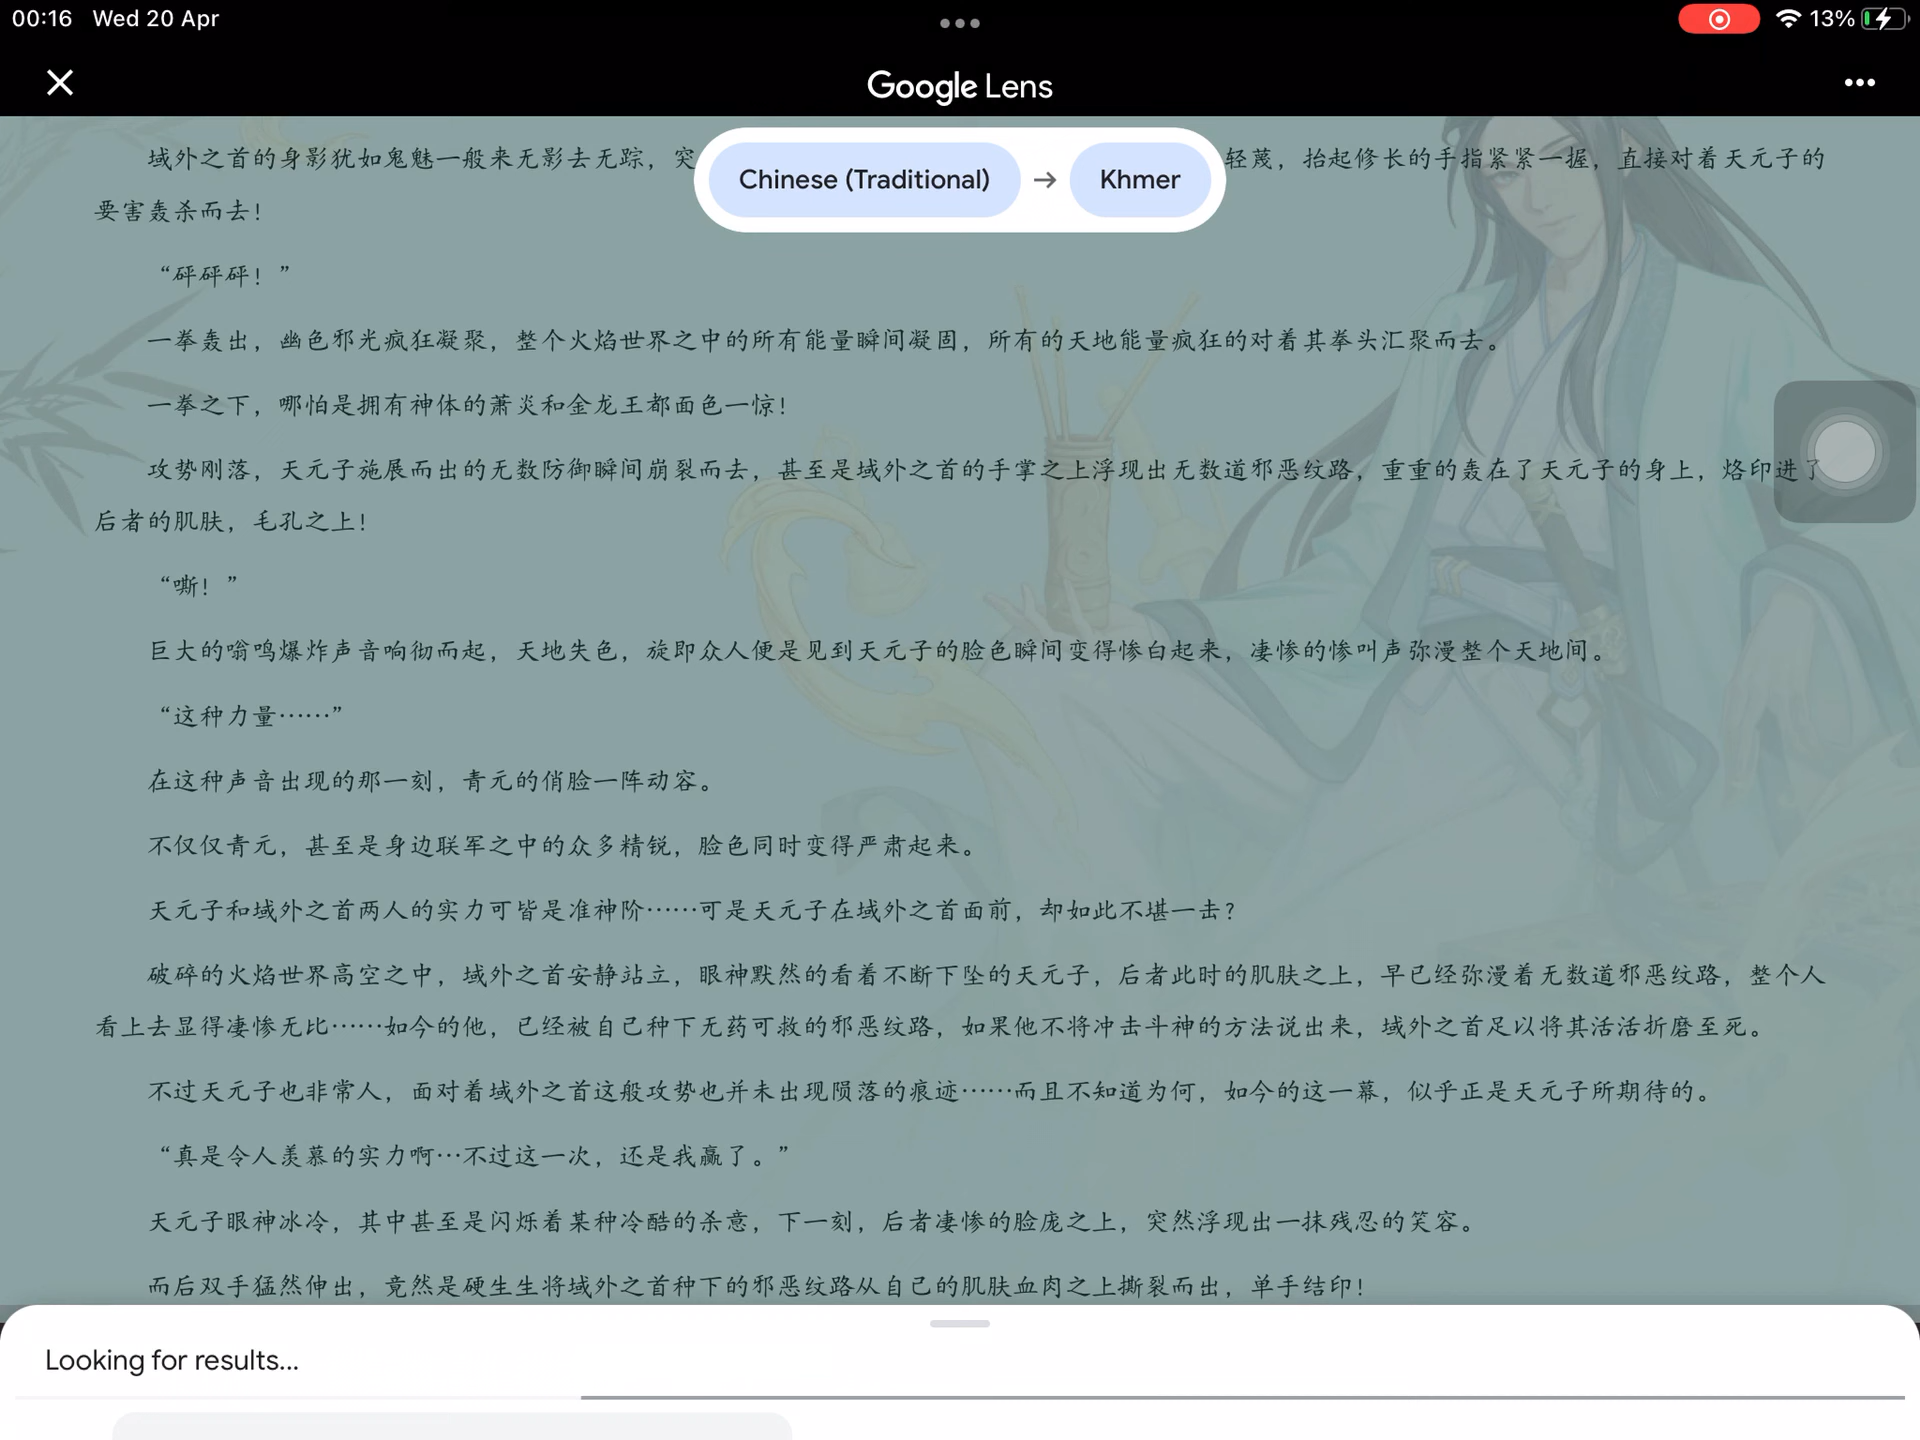 00:16 Wed 20 Apr 13%
Google Lens
Chinese (Traditional) → Khmer
域外之首的身影犹如鬼魅一般来无影去无踪，突 轻蔑，抬起修长的手指紧紧一握，直接对着天元子的
要害轰杀而去！
“砰砰砰！”
一拳轰出，幽色邪光疯狂凝聚，整个火焰世界之中的所有能量瞬间凝固，所有的天地能量疯狂的对着其拳头汇聚而去。
一拳之下，哪怕是拥有神体的萧炎和金龙王都面色一惊！
攻势刚落，天元子施展而出的无数防御瞬间崩裂而去，甚至是域外之首的手掌之上浮现出无数道邪恶纹路，重重的轰在了天元子的身上，烙印进了
后者的肌肤，毛孔之上！
“嘶！”
巨大的嗡鸣爆炸声音响彻而起，天地失色，旋即众人便是见到天元子的脸色瞬间变得惨白起来，凄惨的惨叫声弥漫整个天地间。
“这种力量……”
在这种声音出现的那一刻，青元的俏脸一阵动容。
不仅仅青元，甚至是身边联军之中的众多精锐，脸色同时变得严肃起来。
天元子和域外之首两人的实力可皆是准神阶……可是天元子在域外之首面前，却如此不堪一击？
破碎的火焰世界高空之中，域外之首安静站立，眼神默然的看着不断下坠的天元子，后者此时的肌肤之上，早已经弥漫着无数道邪恶纹路，整个人
看上去显得凄惨无比……如今的他，已经被自己种下无药可救的邪恶纹路，如果他不将冲击斗神的方法说出来，域外之首足以将其活活折磨至死。
不过天元子也非常人，面对着域外之首这般攻势也并未出现陨落的痕迹……而且不知道为何，如今的这一幕，似乎正是天元子所期待的。
“真是令人羡慕的实力啊…不过这一次，还是我赢了。”
天元子眼神冰冷，其中甚至是闪烁着某种冷酷的杀意，下一刻，后者凄惨的脸庞之上，突然浮现出一抹残忍的笑容。
而后双手猛然伸出，竟然是硬生生将域外之首种下的邪恶纹路从自己的肌肤血肉之上撕裂而出，单手结印！
Looking for results...